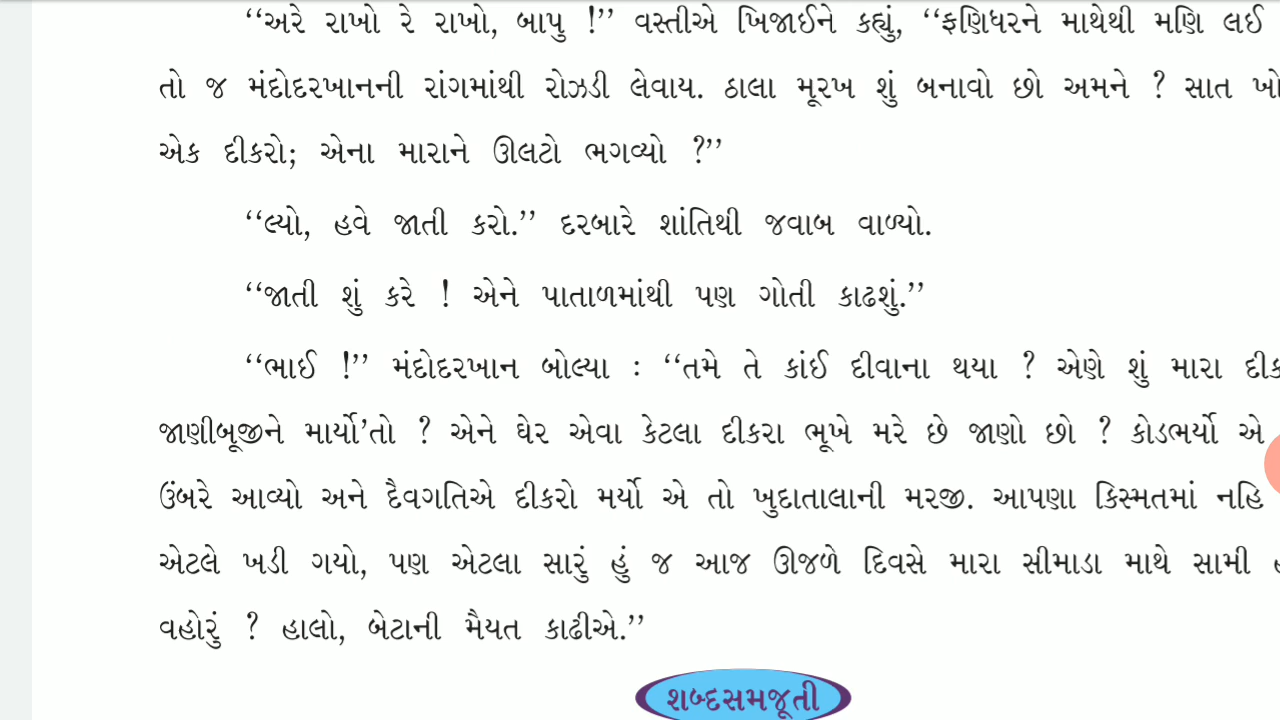 “અરે રાખો રે રાખો, બાપુ !” વસ્તીએ ખિજાઈને કહ્યું, “ફણિધરને માથેથી મણિ લઈ
તો જ મંદોદરખાનની રાંગમાંથી રોઝડી લેવાય. ઠાલા મૂરખ શું બનાવો છો અમને ? સાત
એક દીકરો; એના મારાને ઊલટો ભગવ્યો ?”
“લ્યો, હવે જાતી કરો.” દરબારે શાંતિથી જવાબ વાળ્યો.
“જાતી શું કરે ! એને પાતાળમાંથી પણ ગોતી કાઢશું.”
“ભાઈ !” મંદોદરખાન બોલ્યા : “તમે તે કાંઈ દીવાના થયા ? એણે શું મારા
જાણીબૂજીને માર્યો’તો ? એને ઘેર એવા કેટલા દીકરા ભૂખે મરે છે જાણો છો ? કોડભર્યો એ
ઉંબરે આવ્યો અને દૈવગતિએ દીકરો મર્યો એ તો ખુદાતાલાની મરજી. આપણા કિસ્મતમાં નહિ
એટલે ખડી ગયો, પણ એટલા સારું હું જ આજ ઊજળે દિવસે મારા સીમાડા માથે સામી
વહોરું ? હાલો, બેટાની મૈયત કાઢીએ.”
શબ્દસમજૂતી